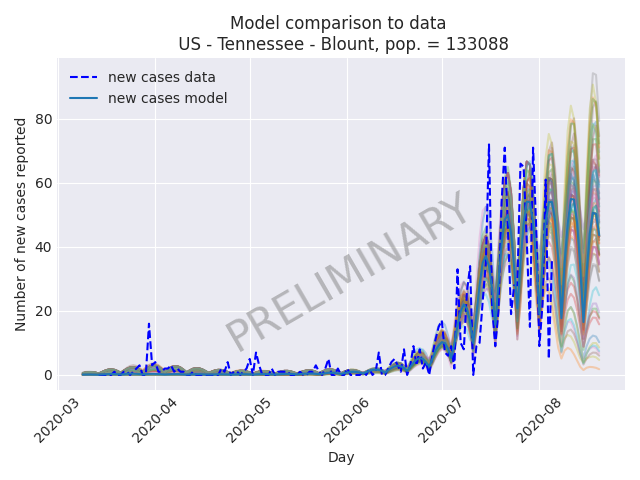 Model comparison to data
US - Tennessee - Blount, pop. = 133088
new cases data
new cases model
PRELIMINARY
Number of new cases reported
80
60
40
20
0
2020-03
2020-04
2020-05
2020-06
2020-07
2020-08
Day